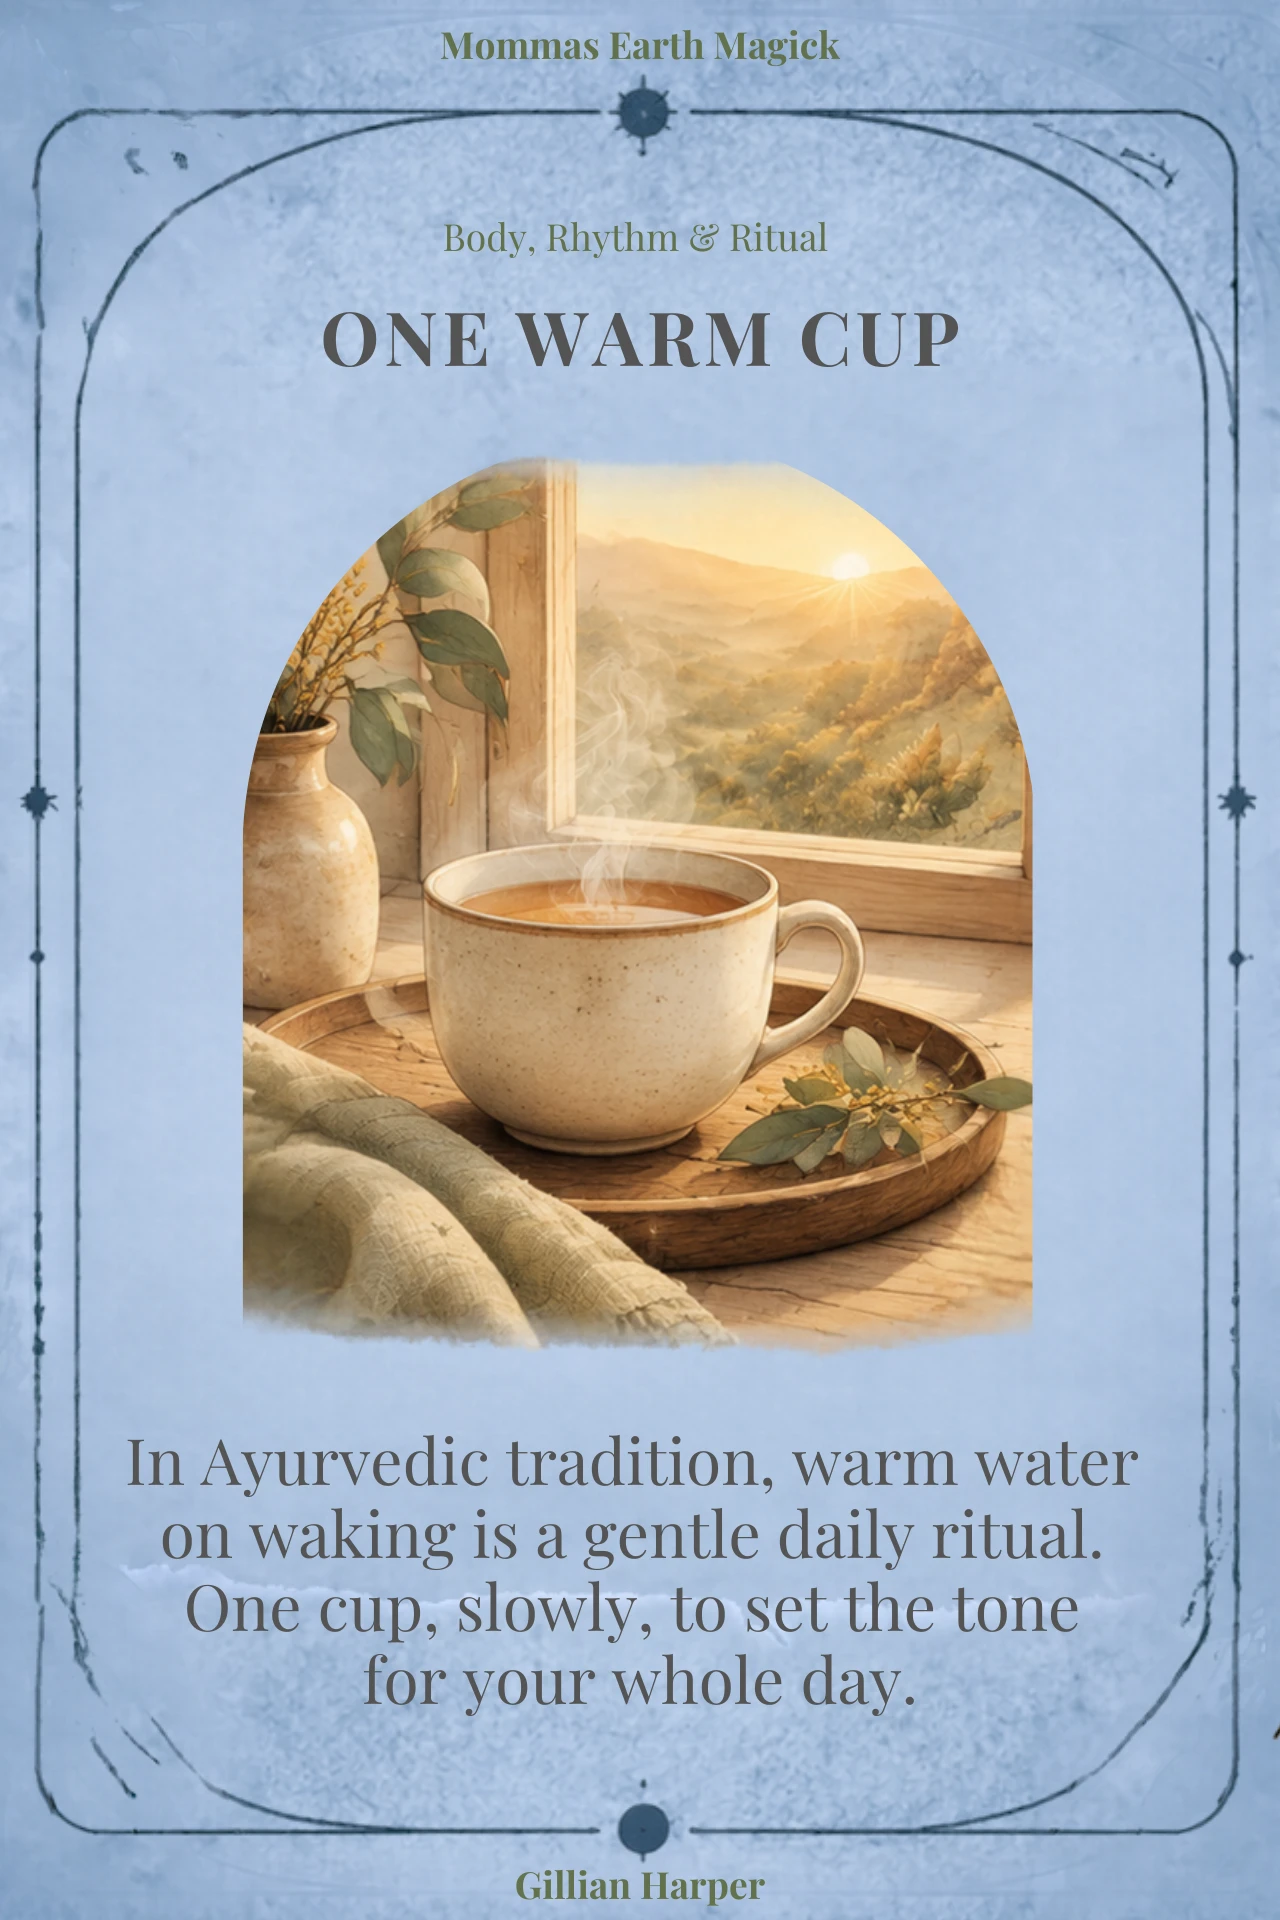 Mommas Earth Magick
Body, Rhythm & Ritual
ONE WARM CUP
In Ayurvedic tradition, warm water
on waking is a gentle daily ritual.
One cup, slowly, to set the tone
for your whole day.
Gillian Harper